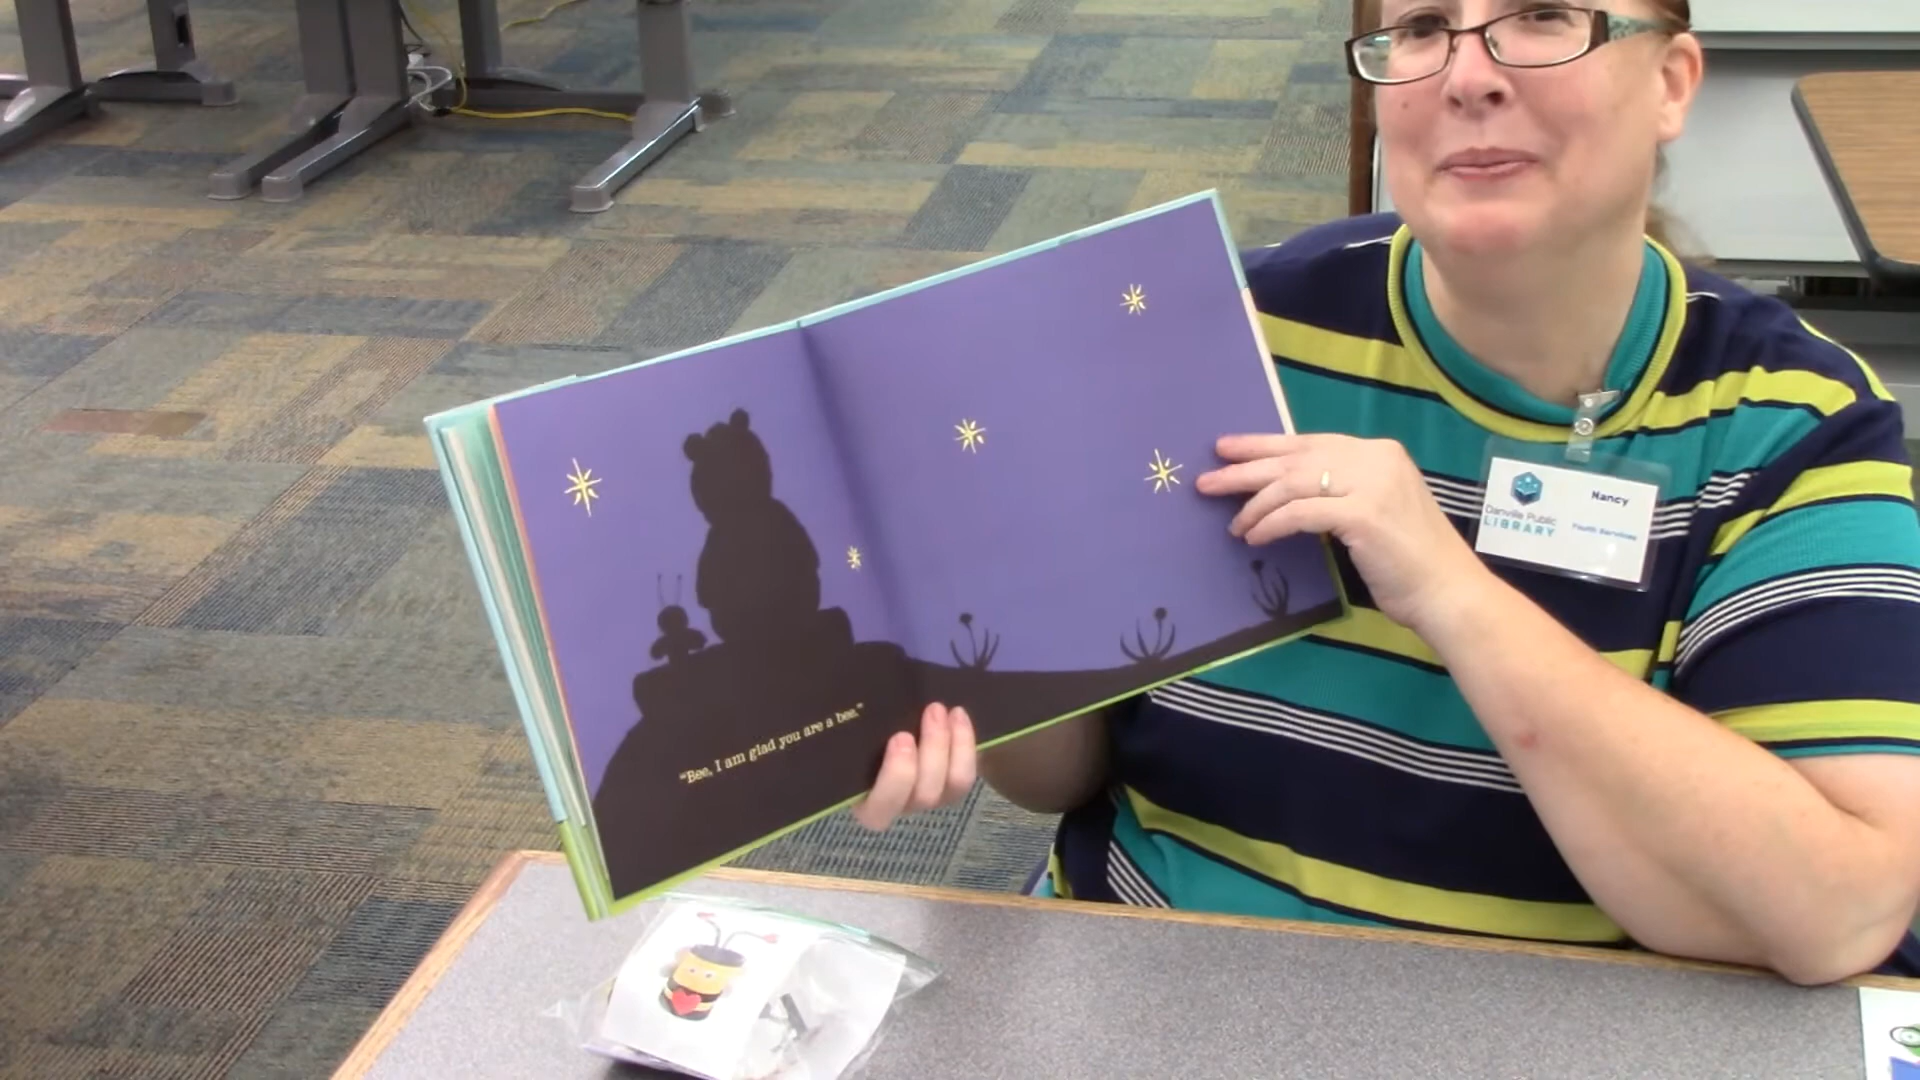 "Bee, I am glad you are a bee."
Nancy
Danville Public
LIBRARY
Youth Services